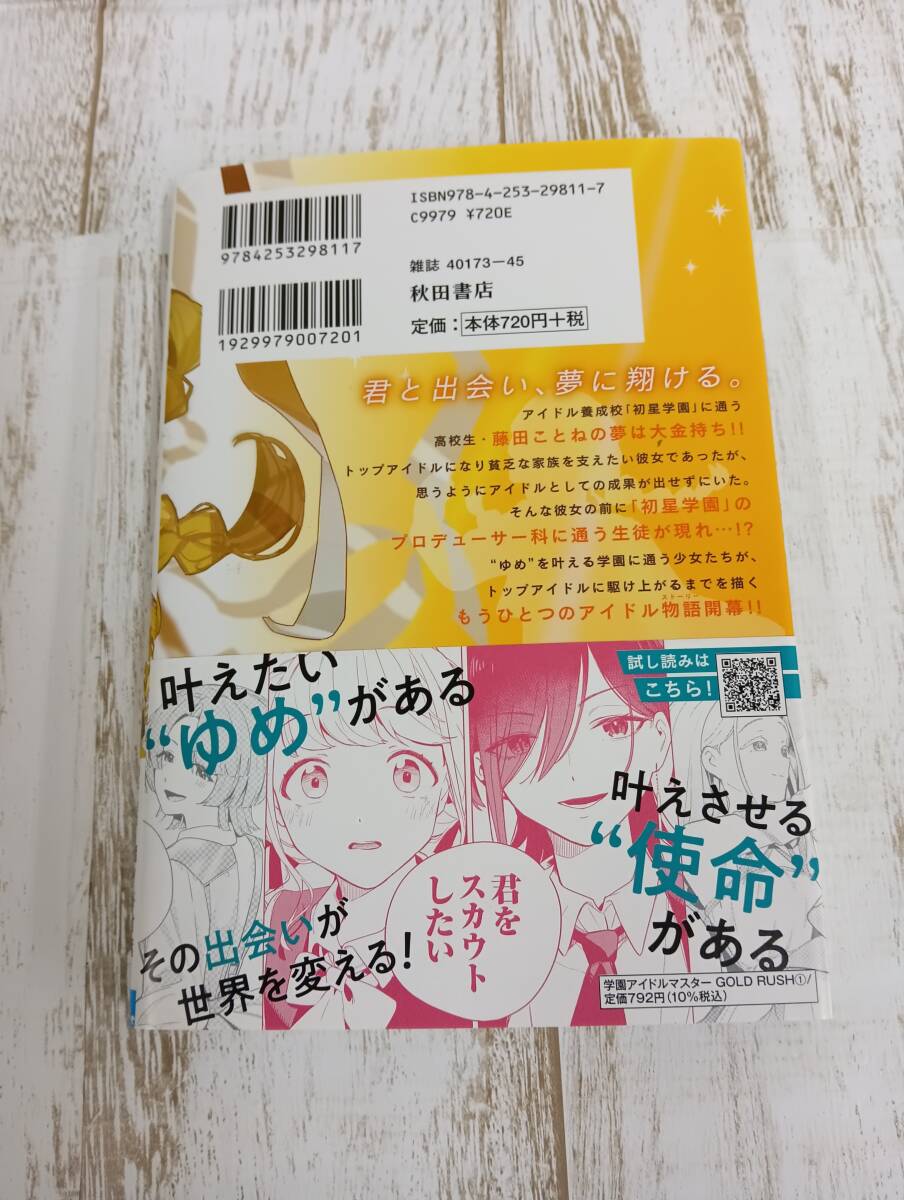 ISBN978-4-253-29811-7
C9979 ¥720E
9784253298117
雑誌 40173-45
秋田書店
定価：本体720円+税
1929979007201
君と出会い、夢に翔ける。
アイドル養成校「初星学園」に通う
高校生・藤田ことねの夢は大金持ち!!
トップアイドルになり貧乏な家族を支えたい彼女であったが、
思うようにアイドルとしての成果が出せずにいた。
そんな彼女の前に「初星学園」の
プロデューサー科に通う生徒が現れ…!?
“ゆめ”を叶える学園に通う少女たちが、
トップアイドルに駆け上がるまでを描く
もうひとつのアイドル物語開幕!!
ストーリー
叶えたい
“ゆめ”がある
試し読みは
こちら!
叶えさせる
“使命”
がある
君を
スカウト
したい
その出会いが
世界を変える!
学園アイドルマスター GOLD RUSH①/
定価792円(10%税込)